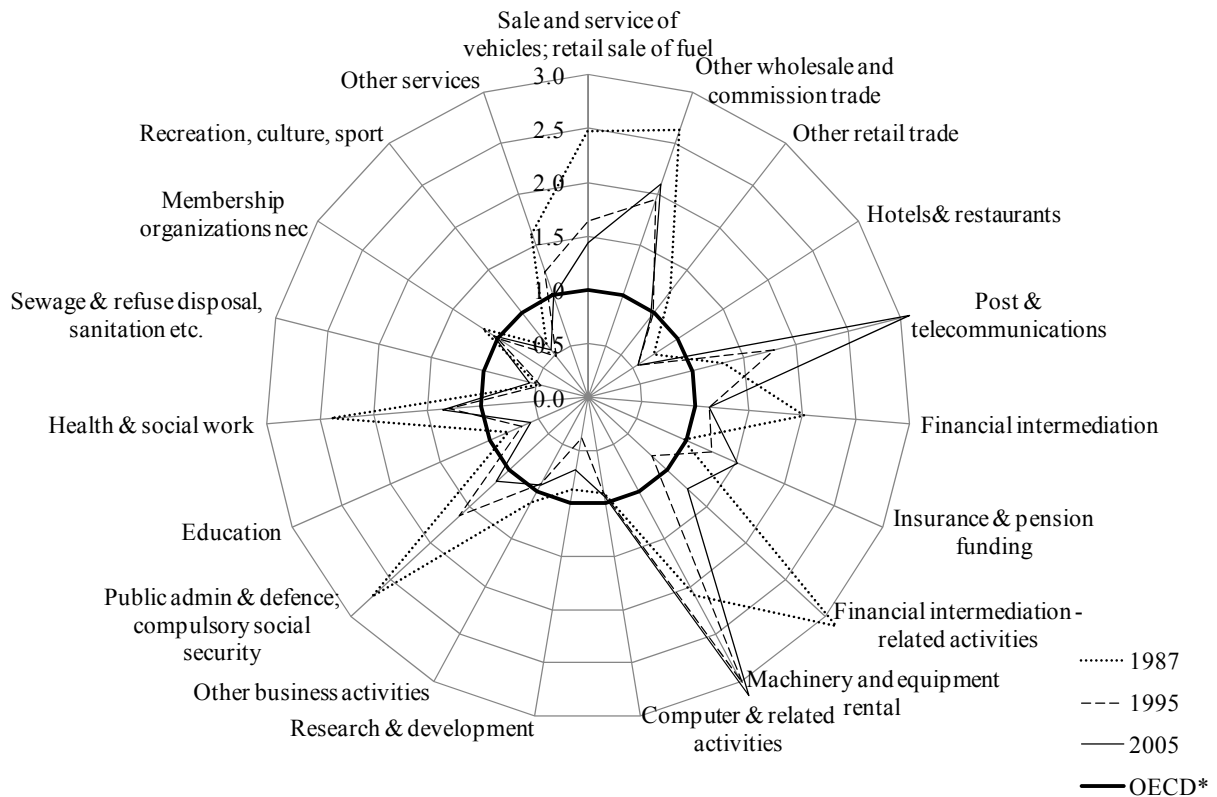 Sale and service of
vehicles; retail sale of fuel
Other wholesale and
commission trade
Other retail trade
Hotels & restaurants
Post &
telecommunications
Financial intermediation
Insurance & pension
funding
Financial intermediation -
related activities
Machinery and equipment
rental
Computer & related
activities
Research & development
Other business activities
Public admin & defence;
compulsory social
security
Education
Health & social work
Sewage & refuse disposal,
sanitation etc.
Membership
organizations nec
Recreation, culture, sport
Other services
3.0
2.5
2.0
1.5
1.0
0.5
0.0
1987
1995
2005
OECD*